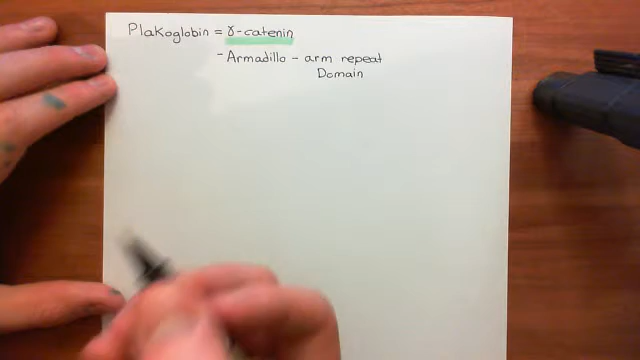 Plakoglobin = γ-catenin
- Armadillo - arm repeat
Domain